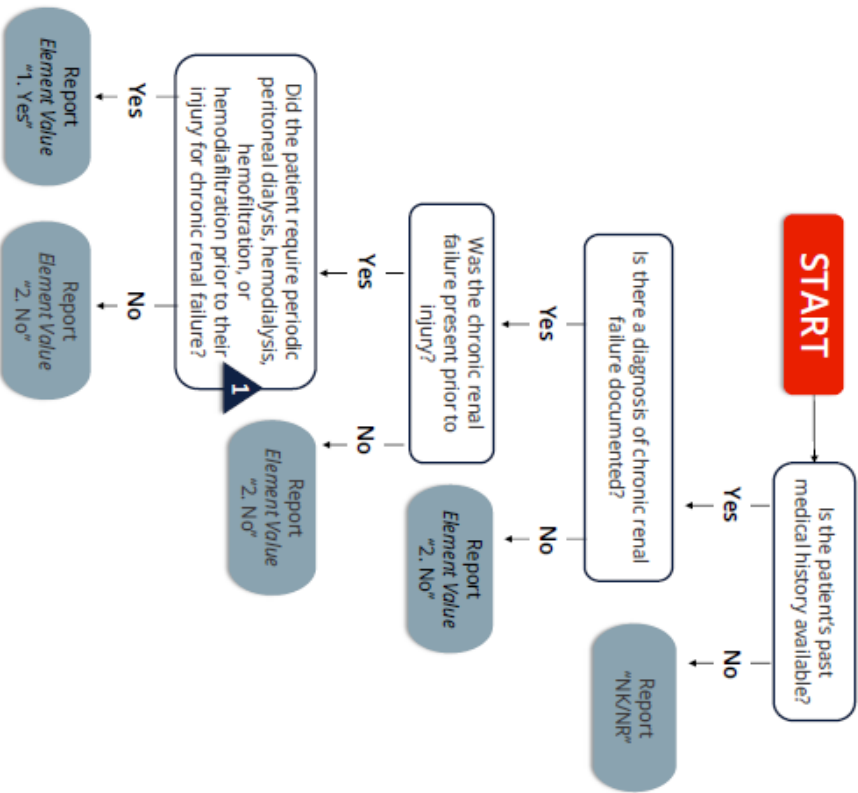 START
Is the patient's past
medical history available?
Yes
No
Report
"NK/NR"
Is there a diagnosis of chronic renal
failure documented?
Yes
No
Report
Element Value
"2. No"
Was the chronic renal
failure present prior to
injury?
Yes
No
Report
Element Value
"2. No"
Did the patient require periodic
peritoneal dialysis, hemodialysis,
hemofiltration, or
hemodiafiltration prior to their
injury for chronic renal failure?
1
Yes
No
Report
Element Value
"1. Yes"
Report
Element Value
"2. No"